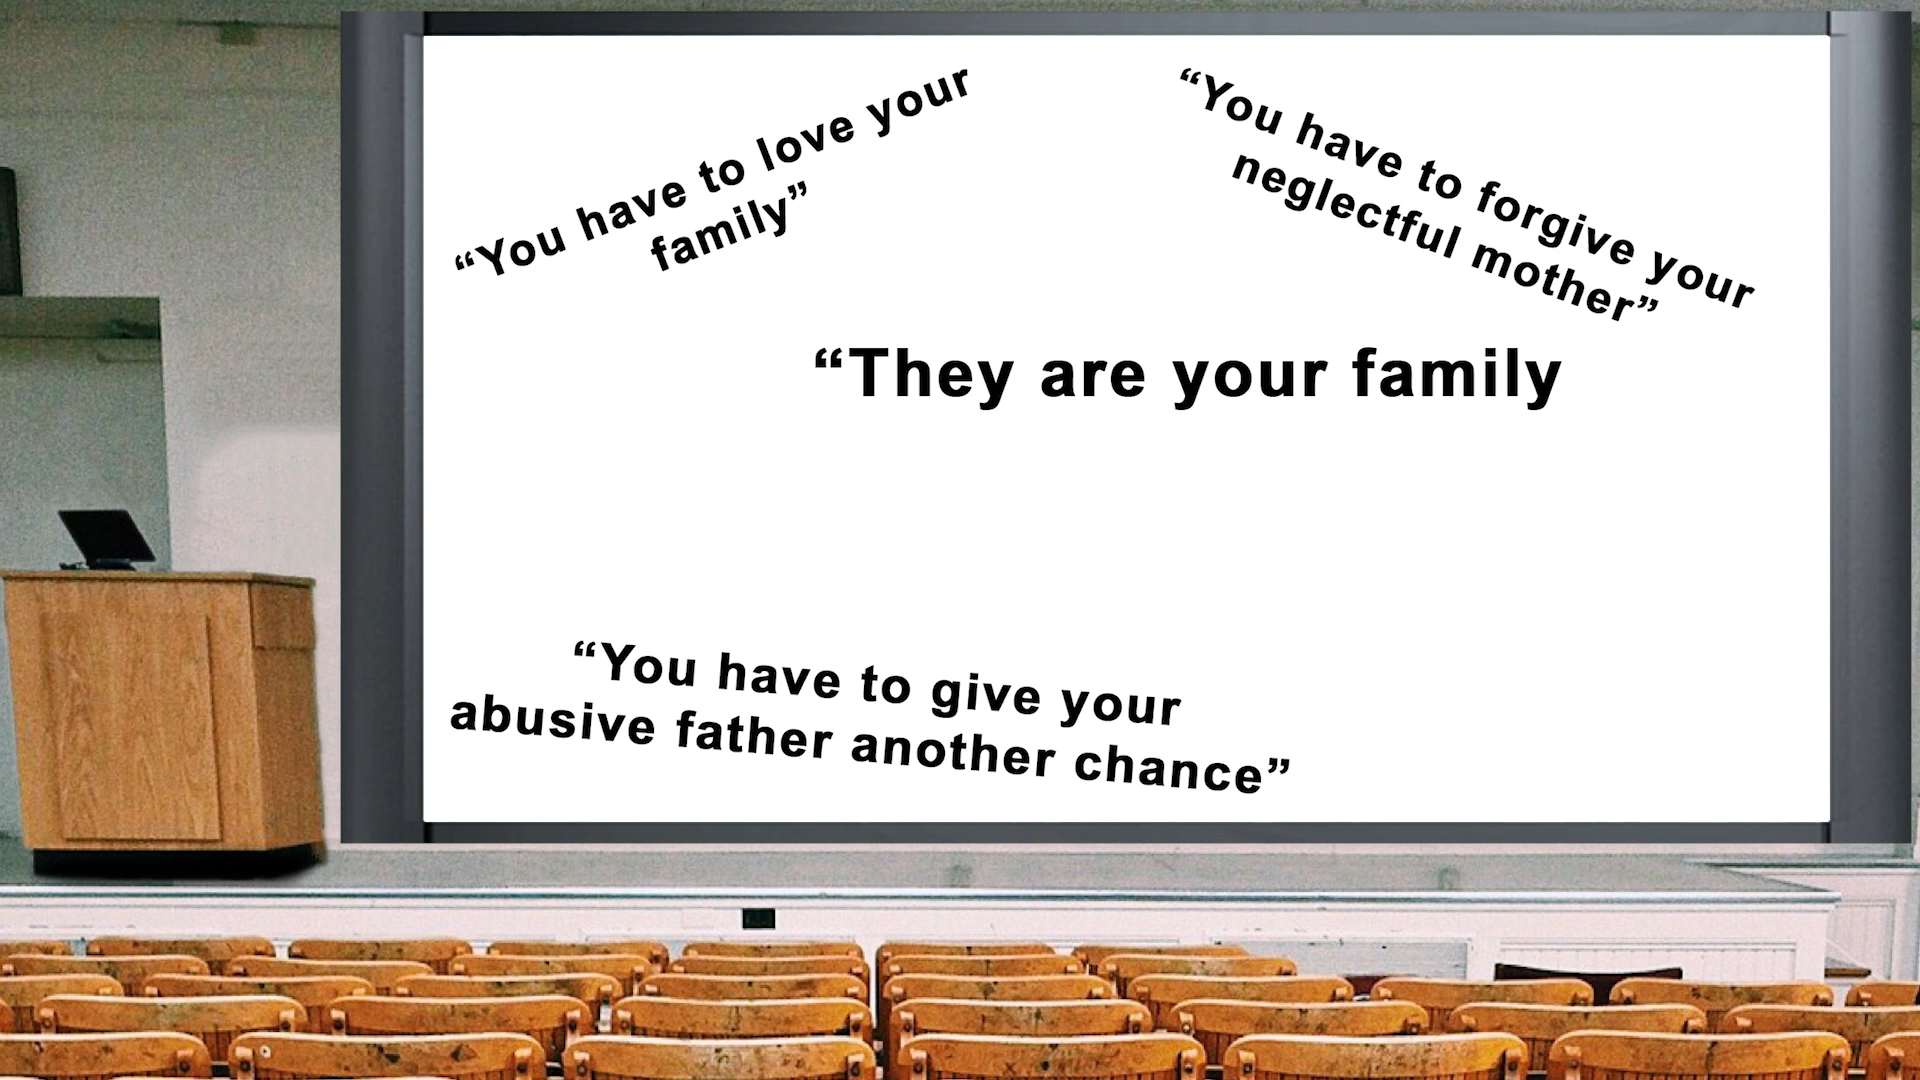 “You have to love your
family”
“You have to forgive your
neglectful mother”
“They are your family
“You have to give your
abusive father another chance”